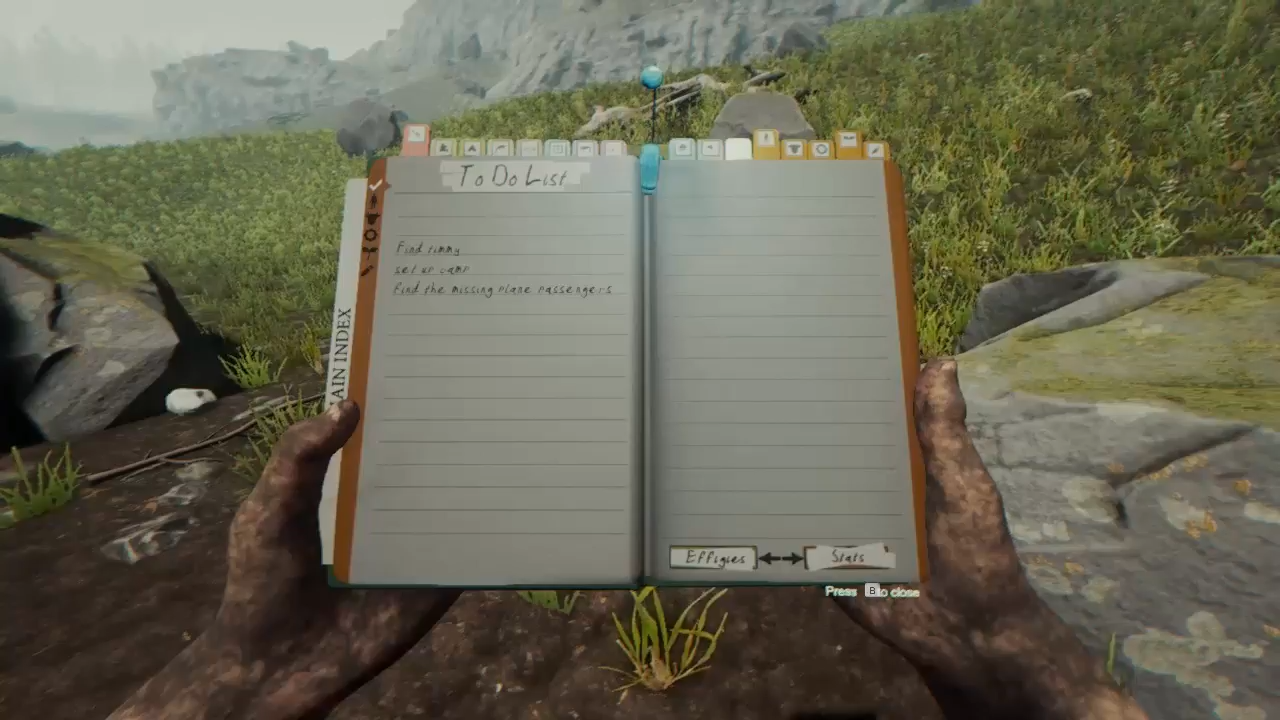 To Do List
Find timmy
set up camp
Find the missing plane passengers
AIN INDEX
Effigies
Stats
Press B to close